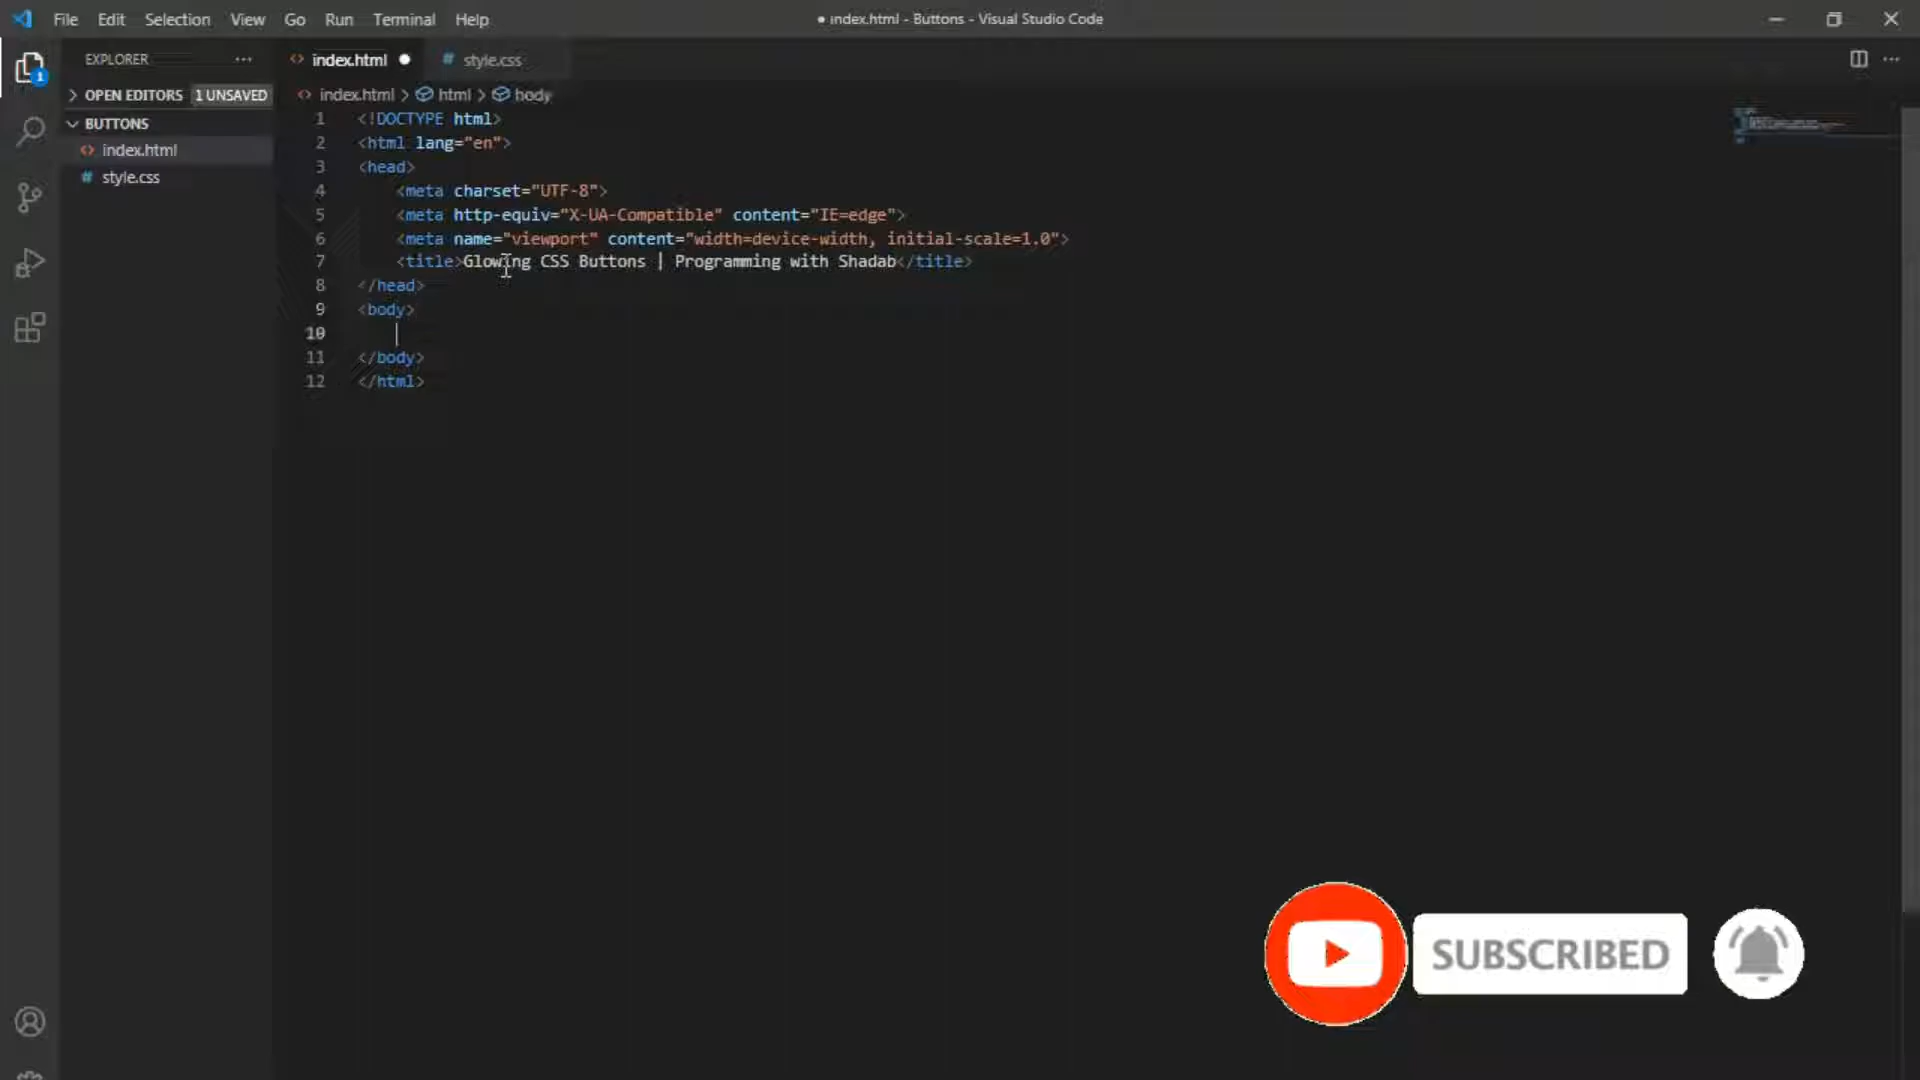 File Edit Selection View Go Run Terminal Help
● index.html - Buttons - Visual Studio Code
EXPLORER ···
index.html ●
# style.css
OPEN EDITORS 1 UNSAVED
BUTTONS
index.html
# style.css
1
index.html > html > body
1 <!DOCTYPE html>
2 <html lang="en">
3 <head>
4 <meta charset="UTF-8">
5 <meta http-equiv="X-UA-Compatible" content="IE=edge">
6 <meta name="viewport" content="width=device-width, initial-scale=1.0">
7 <title>Glowing CSS Buttons | Programming with Shadab</title>
8 </head>
9 <body>
10
11 </body>
12 </html>
SUBSCRIBED